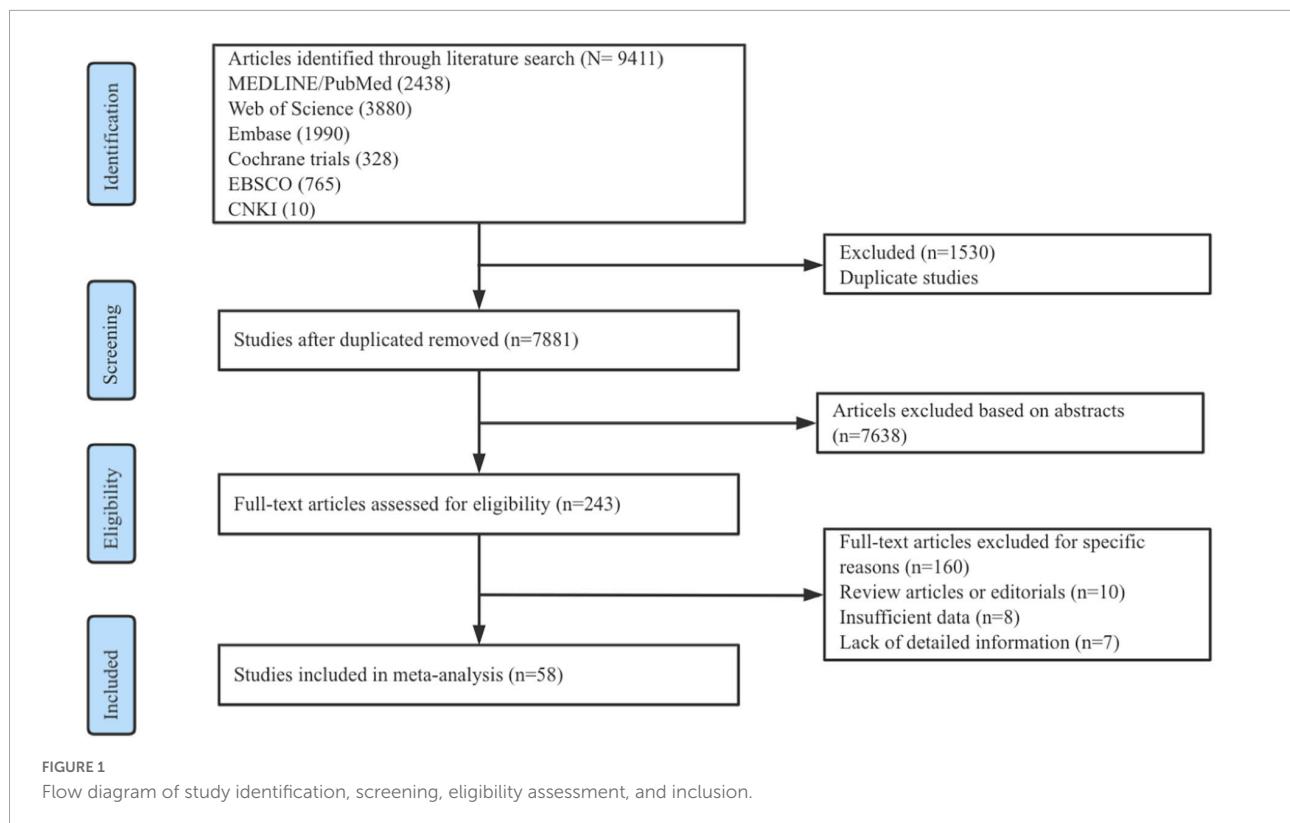 Identification
Articles identified through literature search (N= 9411)
MEDLINE/PubMed (2438)
Web of Science (3880)
Embase (1990)
Cochrane trials (328)
EBSCO (765)
CNKI (10)
Excluded (n=1530)
Duplicate studies
Screening
Studies after duplicated removed (n=7881)
Articels excluded based on abstracts
(n=7638)
Eligibility
Full-text articles assessed for eligibility (n=243)
Full-text articles excluded for specific
reasons (n=160)
Review articles or editorials (n=10)
Insufficient data (n=8)
Lack of detailed information (n=7)
Included
Studies included in meta-analysis (n=58)
FIGURE 1
Flow diagram of study identification, screening, eligibility assessment, and inclusion.